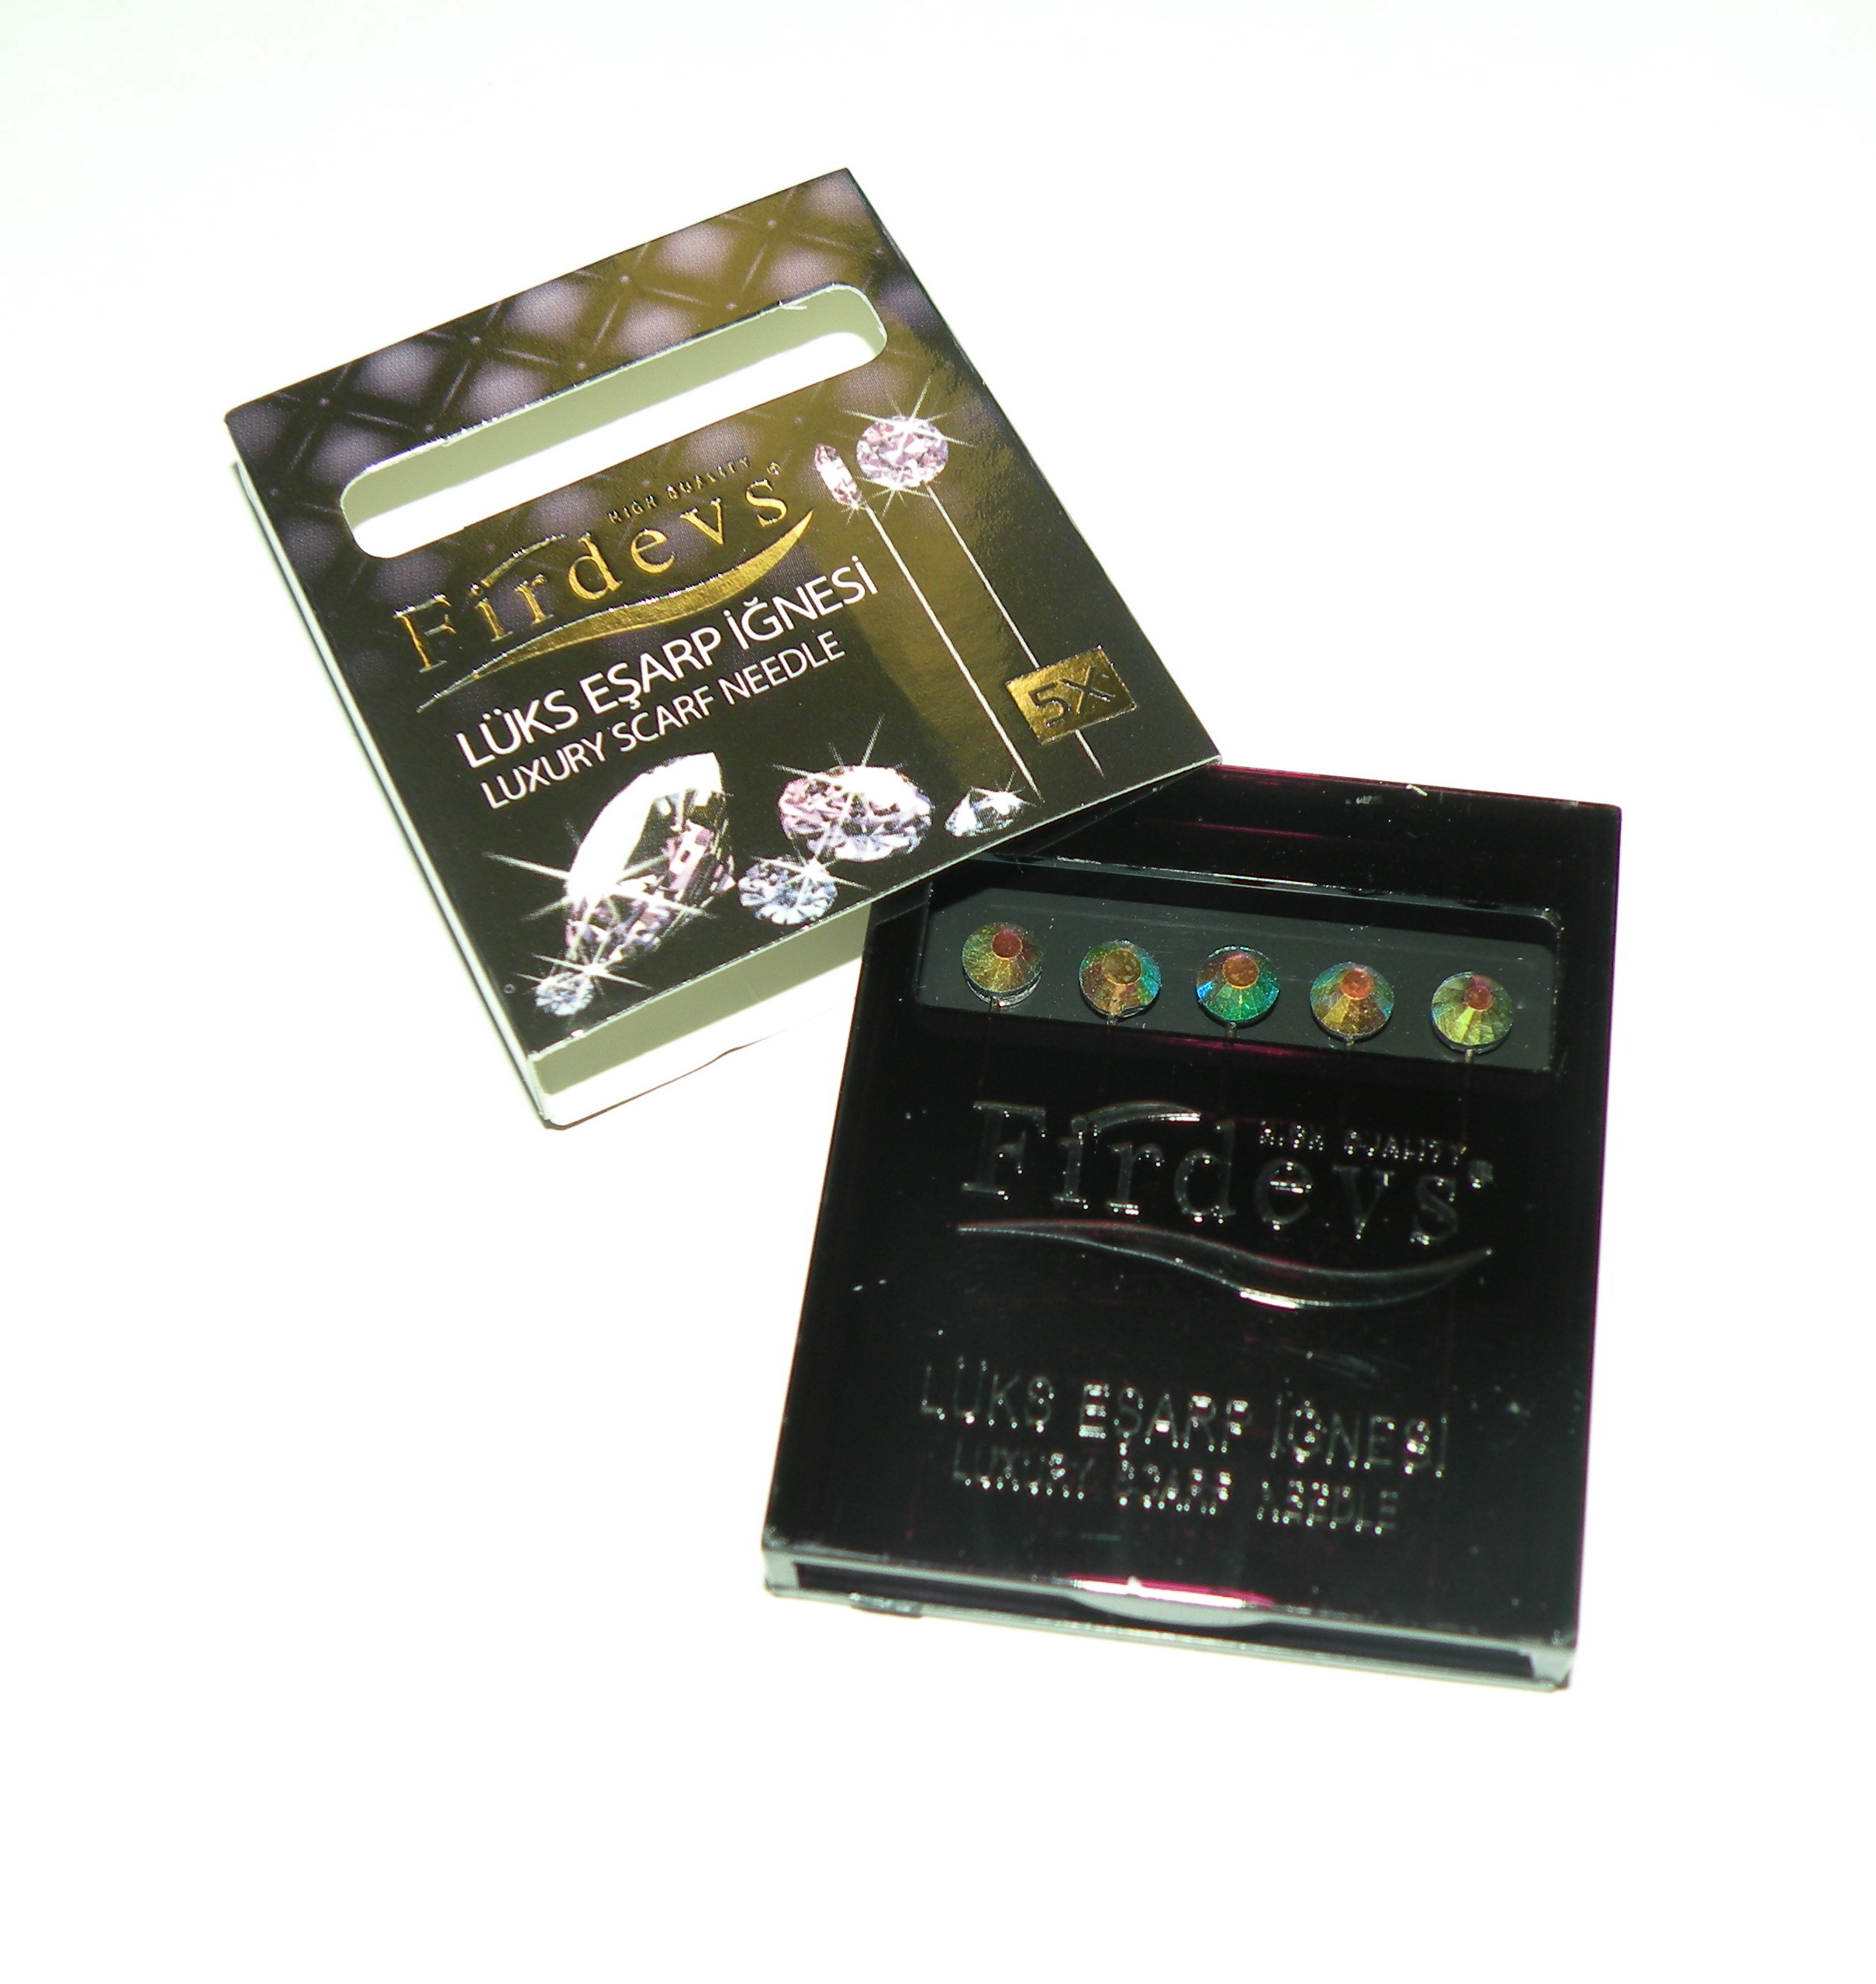 HIGH QUALITY
Firdevs®
LÜKS EŞARP İĞNESİ
LUXURY SCARF NEEDLE
5X
HIGH QUALITY
Firdevs®
LÜKS EŞARP İĞNESİ
LUXURY SCARF NEEDLE